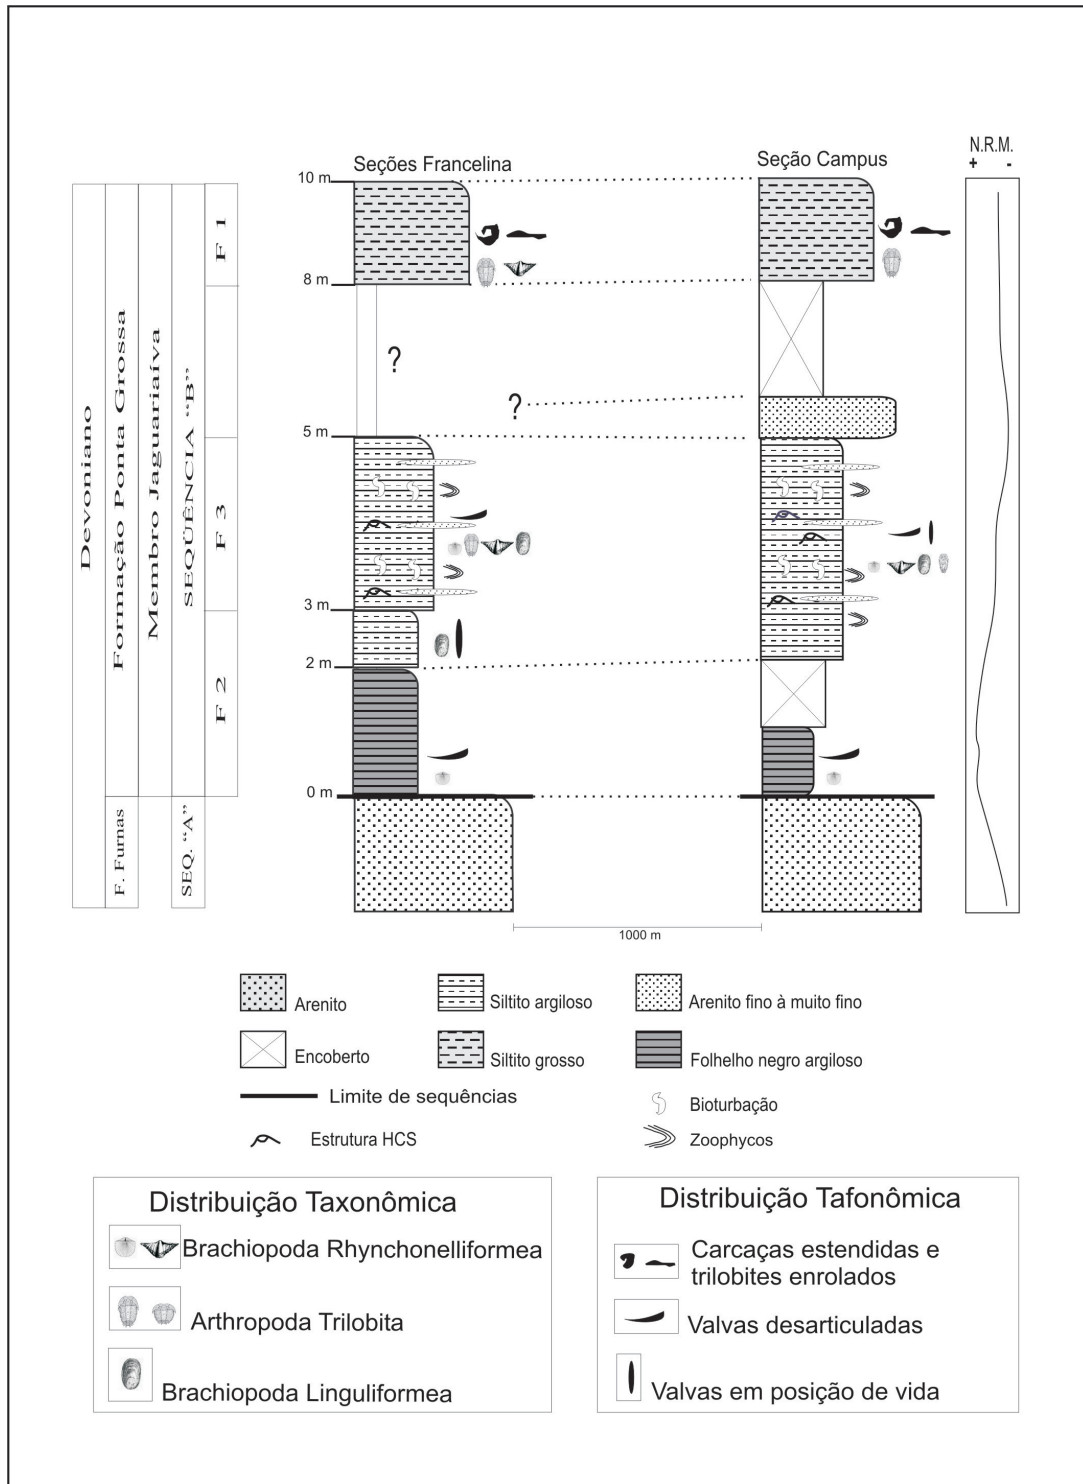 Seções Francelina
Seção Campus
N.R.M.
+ -
10 m
8 m
?
?
5 m
3 m
2 m
0 m
Devoniano
Formação Ponta Grossa
F. Furnas
Membro Jaguariaíva
SEQÜÊNCIA “B”
SEQ. “A”
F 1
F 3
F 2
1000 m
Arenito
Siltito argiloso
Arenito fino à muito fino
Encoberto
Siltito grosso
Folhelho negro argiloso
Limite de sequências
Bioturbação
Estrutura HCS
Zoophycos
Distribuição Taxonômica
Brachiopoda Rhynchonelliformea
Arthropoda Trilobita
Brachiopoda Linguliformea
Distribuição Tafonômica
Carcaças estendidas e
trilobites enrolados
Valvas desarticuladas
Valvas em posição de vida